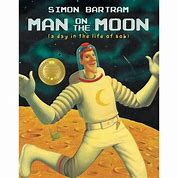 SIMON BARTRAM
MAN ON THE MOON
(a day in the life of Bob)